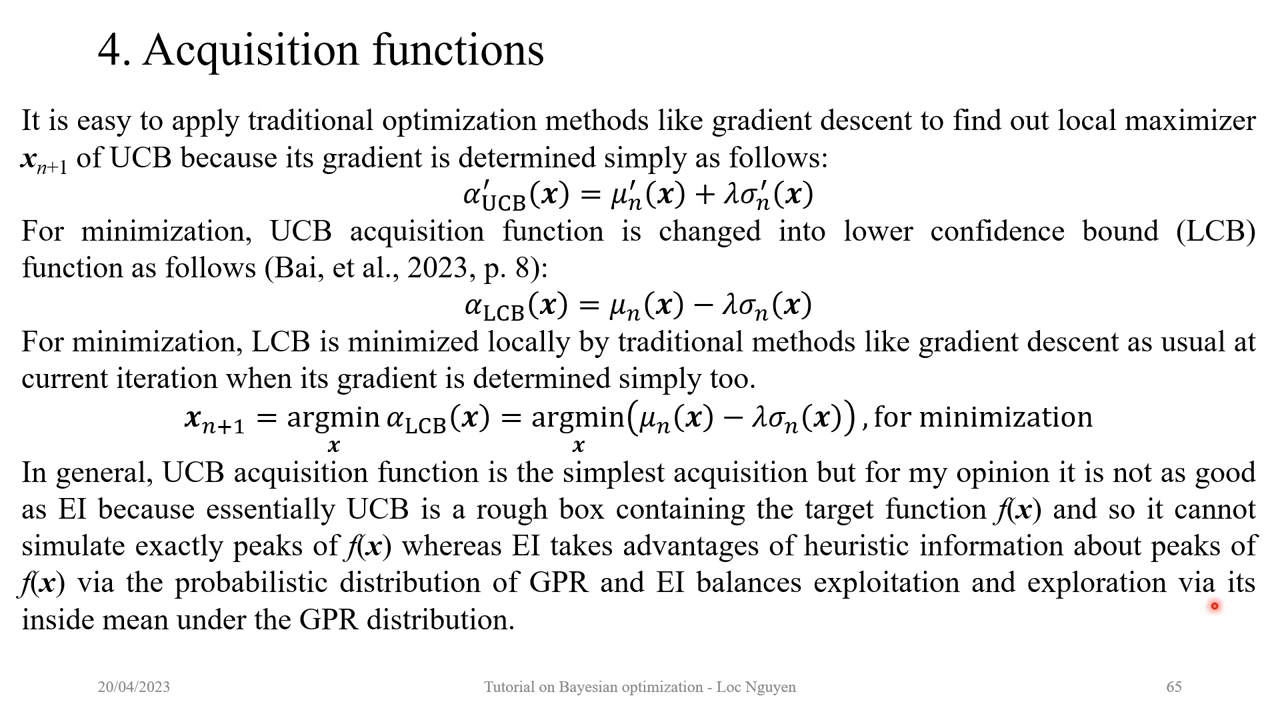 4. Acquisition functions
It is easy to apply traditional optimization methods like gradient descent to find out local maximizer
𝒙ₙ₊₁ of UCB because its gradient is determined simply as follows:
α′_UCB(𝒙) = μ′ₙ(𝒙) + λσ′ₙ(𝒙)
For minimization, UCB acquisition function is changed into lower confidence bound (LCB)
function as follows (Bai, et al., 2023, p. 8):
α_LCB(𝒙) = μₙ(𝒙) − λσₙ(𝒙)
For minimization, LCB is minimized locally by traditional methods like gradient descent as usual at
current iteration when its gradient is determined simply too.
𝒙ₙ₊₁ = argmin_𝒙 α_LCB(𝒙) = argmin_𝒙(μₙ(𝒙) − λσₙ(𝒙)) , for minimization
In general, UCB acquisition function is the simplest acquisition but for my opinion it is not as good
as EI because essentially UCB is a rough box containing the target function f(𝒙) and so it cannot
simulate exactly peaks of f(𝒙) whereas EI takes advantages of heuristic information about peaks of
f(𝒙) via the probabilistic distribution of GPR and EI balances exploitation and exploration via its
inside mean under the GPR distribution.
20/04/2023 Tutorial on Bayesian optimization - Loc Nguyen 65